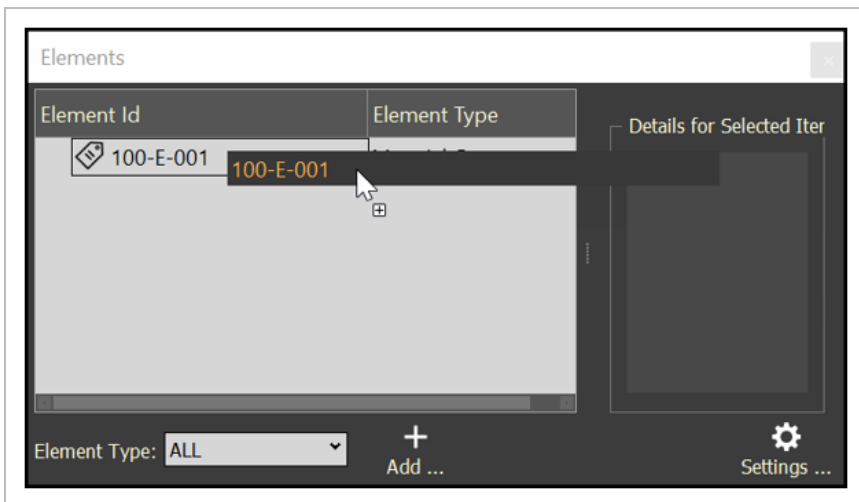 Elements
Element Id Element Type
Details for Selected Iter
100-E-001
100-E-001
Element Type: ALL
Add ...
Settings ...